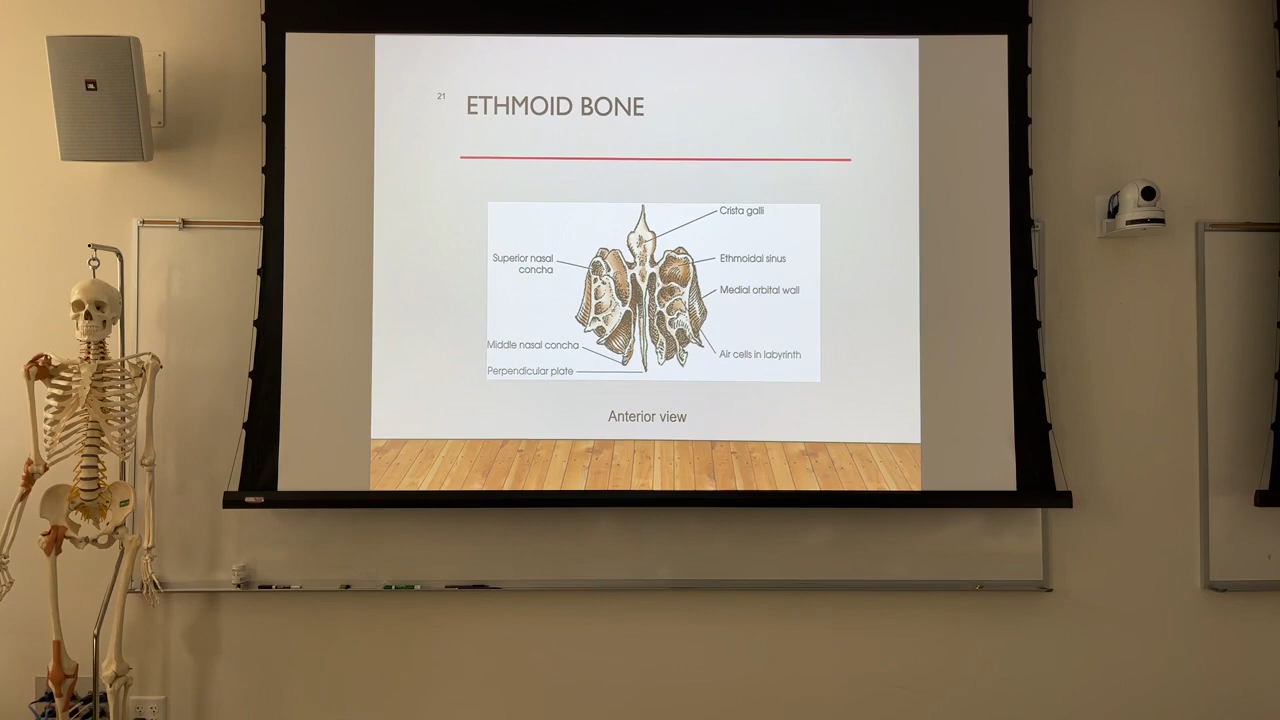 JBL
21
ETHMOID BONE
Crista galli
Superior nasal
concha
Ethmoidal sinus
Medial orbital wall
Middle nasal concha
Air cells in labyrinth
Perpendicular plate
Anterior view